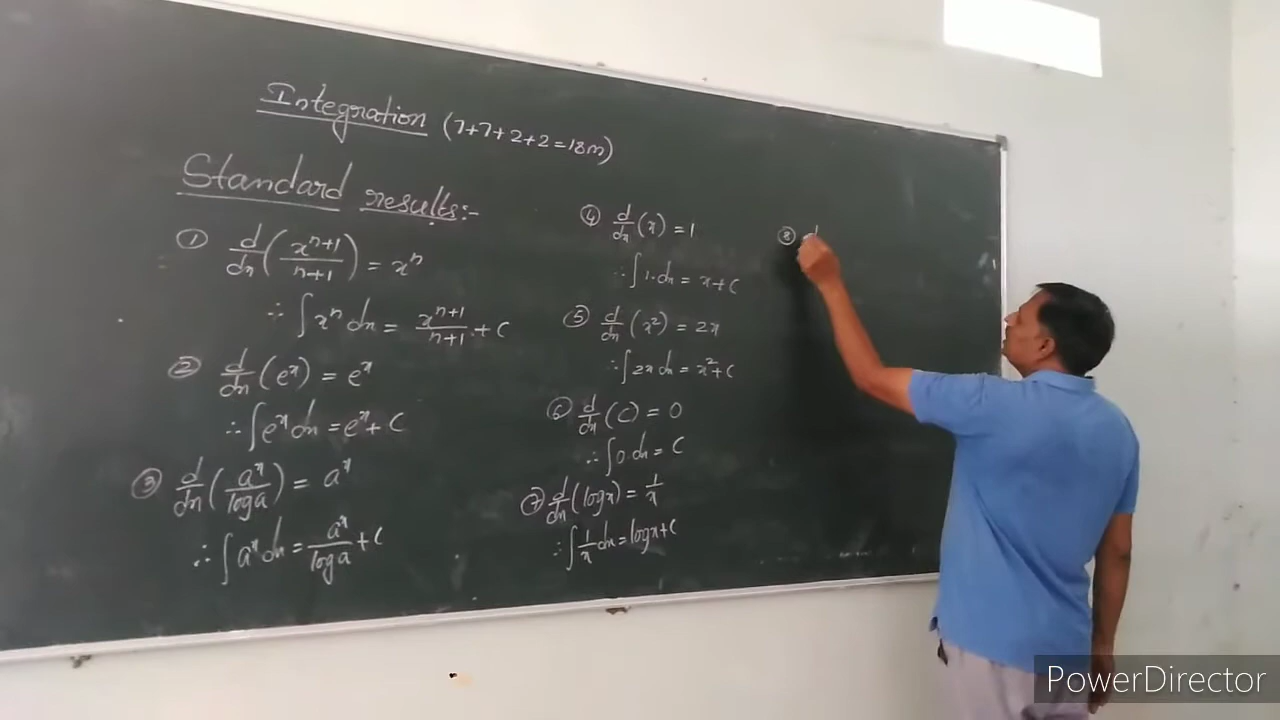 Integration (7+7+2+2=18m)
Standard results:-
① d/dx (x^(n+1)/(n+1)) = x^n
∴ ∫x^n dx = x^(n+1)/(n+1) + C
② d/dx (e^x) = e^x
∴ ∫e^x dx = e^x + C
③ d/dx (a^x/log a) = a^x
∴ ∫a^x dx = a^x/log a + C
④ d/dx (x) = 1
∴ ∫1.dx = x + C
⑤ d/dx (x²) = 2x
∴ ∫2x dx = x² + C
⑥ d/dx (C) = 0
∴ ∫0.dx = C
⑦ d/dx (log x) = 1/x
∴ ∫1/x dx = log x + C
⑧
PowerDirector